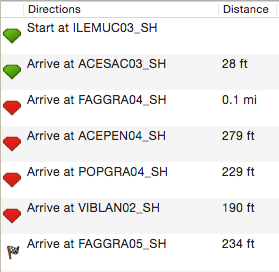 Directions Distance
Start at ILEMUC03_SH
Arrive at ACESAC03_SH 28 ft
Arrive at FAGGRA04_SH 0.1 mi
Arrive at ACEPEN04_SH 279 ft
Arrive at POPGRA04_SH 229 ft
Arrive at VIBLAN02_SH 190 ft
Arrive at FAGGRA05_SH 234 ft